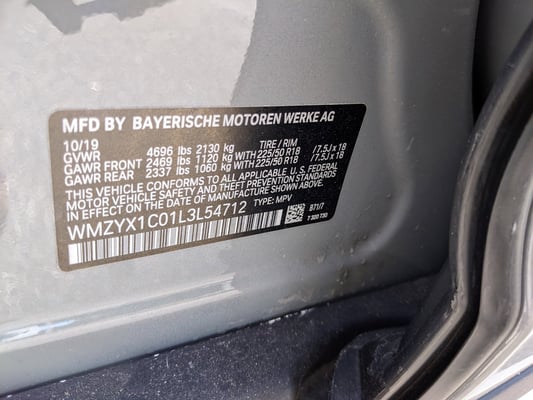 MFD BY BAYERISCHE MOTOREN WERKE AG
10/19 TIRE / RIM
GVWR 4696 lbs 2130 kg
GAWR FRONT 2469 lbs 1120 kg WITH 225/50 R18 /7.5J x 18
GAWR REAR 2337 lbs 1060 kg WITH 225/50 R18 /7.5J x 18
THIS VEHICLE CONFORMS TO ALL APPLICABLE U.S. FEDERAL
MOTOR VEHICLE SAFETY AND THEFT PREVENTION STANDARDS
IN EFFECT ON THE DATE OF MANUFACTURE SHOWN ABOVE.
WMZYX1C01L3L54712 TYPE: MPV
B71/7